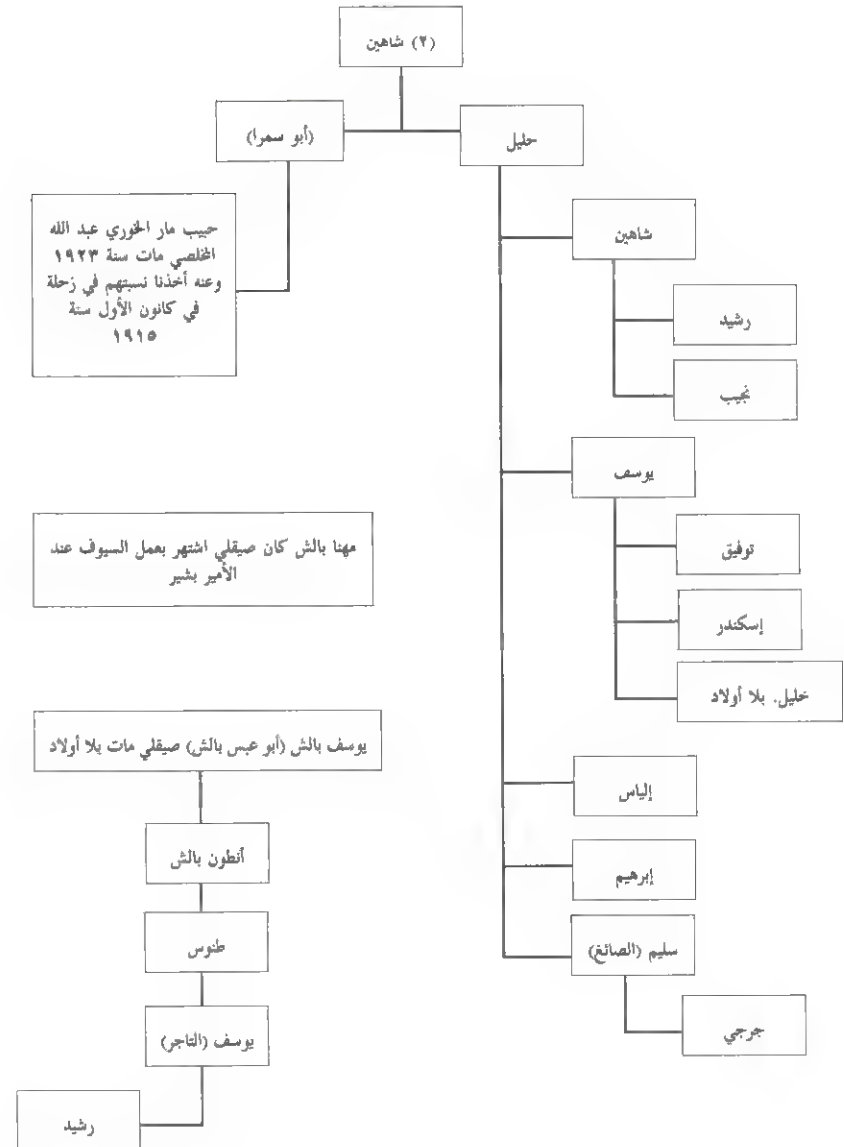 (٢) شاهين
(أبو سمرا)
خليل
حبيب مار الخوري عبد الله
المخلصي مات سنة ١٩٢٣
وعنه أخذنا نسبتهم في زحلة
في كانون الأول سنة
١٩١٥
شاهين
رشيد
نجيب
يوسف
توفيق
إسكندر
خليل. بلا أولاد
إلياس
إبرهيم
سليم (الصائغ)
جرجي
مهنا بالش كان صيقلي اشتهر بعمل السيوف عند
الأمير بشير
يوسف بالش (أبو عبس بالش) صيقلي مات بلا أولاد
أنطون بالش
طنوس
يوسف (التاجر)
رشيد